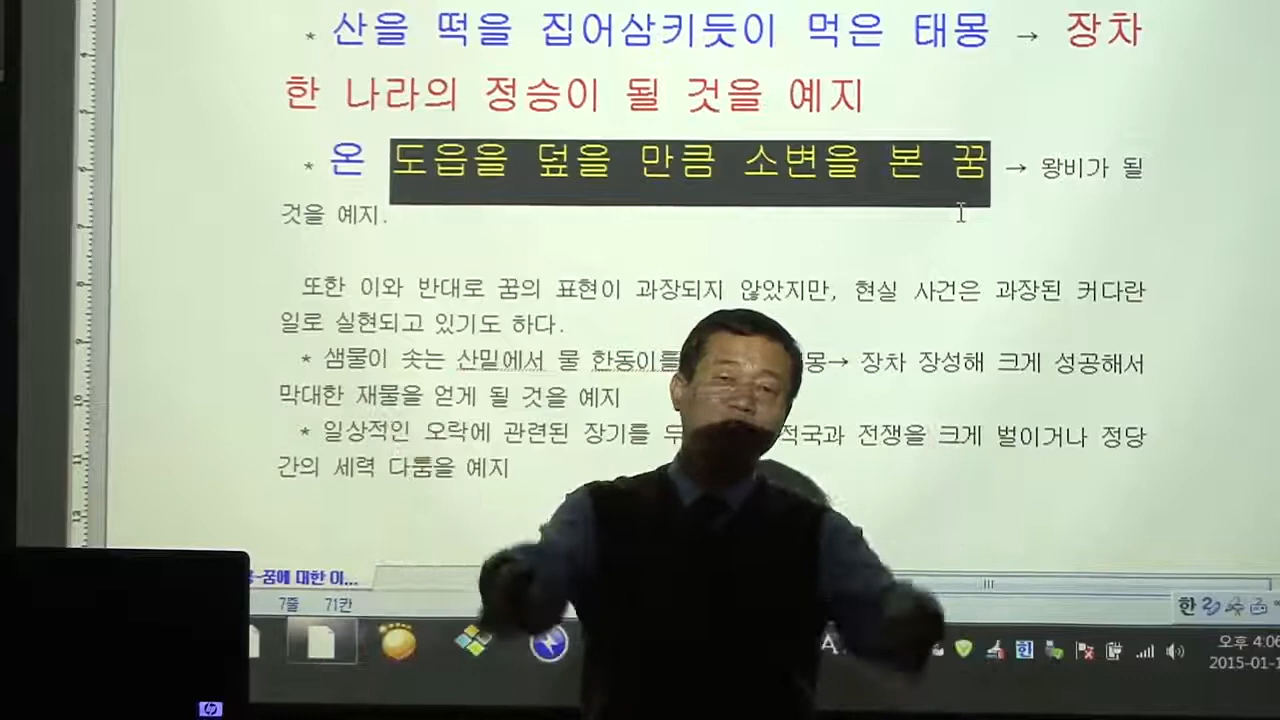 * 산을 떡을 집어삼키듯이 먹은 태몽 → 장차
한 나라의 정승이 될 것을 예지
* 온 도읍을 덮을 만큼 소변을 본 꿈 → 왕비가 될
것을 예지.
또한 이와 반대로 꿈의 표현이 과장되지 않았지만, 현실 사건은 과장된 커다란
일로 실현되고 있기도 하다.
* 샘물이 솟는 산밑에서 물 한동이를 몽→ 장차 장성해 크게 성공해서
막대한 재물을 얻게 될 것을 예지
* 일상적인 오락에 관련된 장기를 적국과 전쟁을 크게 벌이거나 정당
간의 세력 다툼을 예지
-꿈에 대한 이...
7줄 71칸
한
A
한
오후 4:06
2015-01-1
hp